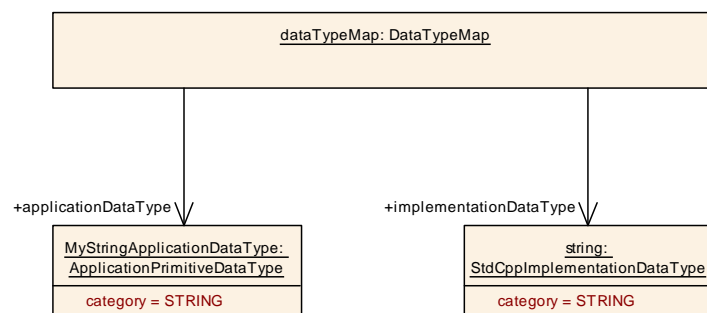 dataTypeMap: DataTypeMap
+applicationDataType
+implementationDataType
MyStringApplicationDataType:
ApplicationPrimitiveDataType
category = STRING
string:
StdCppImplementationDataType
category = STRING